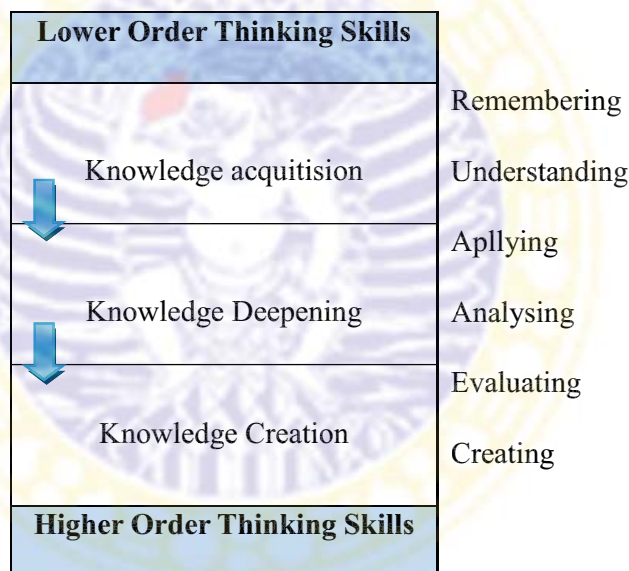 Lower Order Thinking Skills
Remembering
Knowledge acquitision
Understanding
Apllying
Knowledge Deepening
Analysing
Evaluating
Knowledge Creation
Creating
Higher Order Thinking Skills